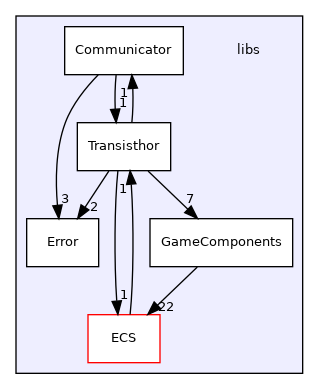 Communicator
libs
1
1
Transisthor
3
2
1
7
Error
GameComponents
1
22
ECS